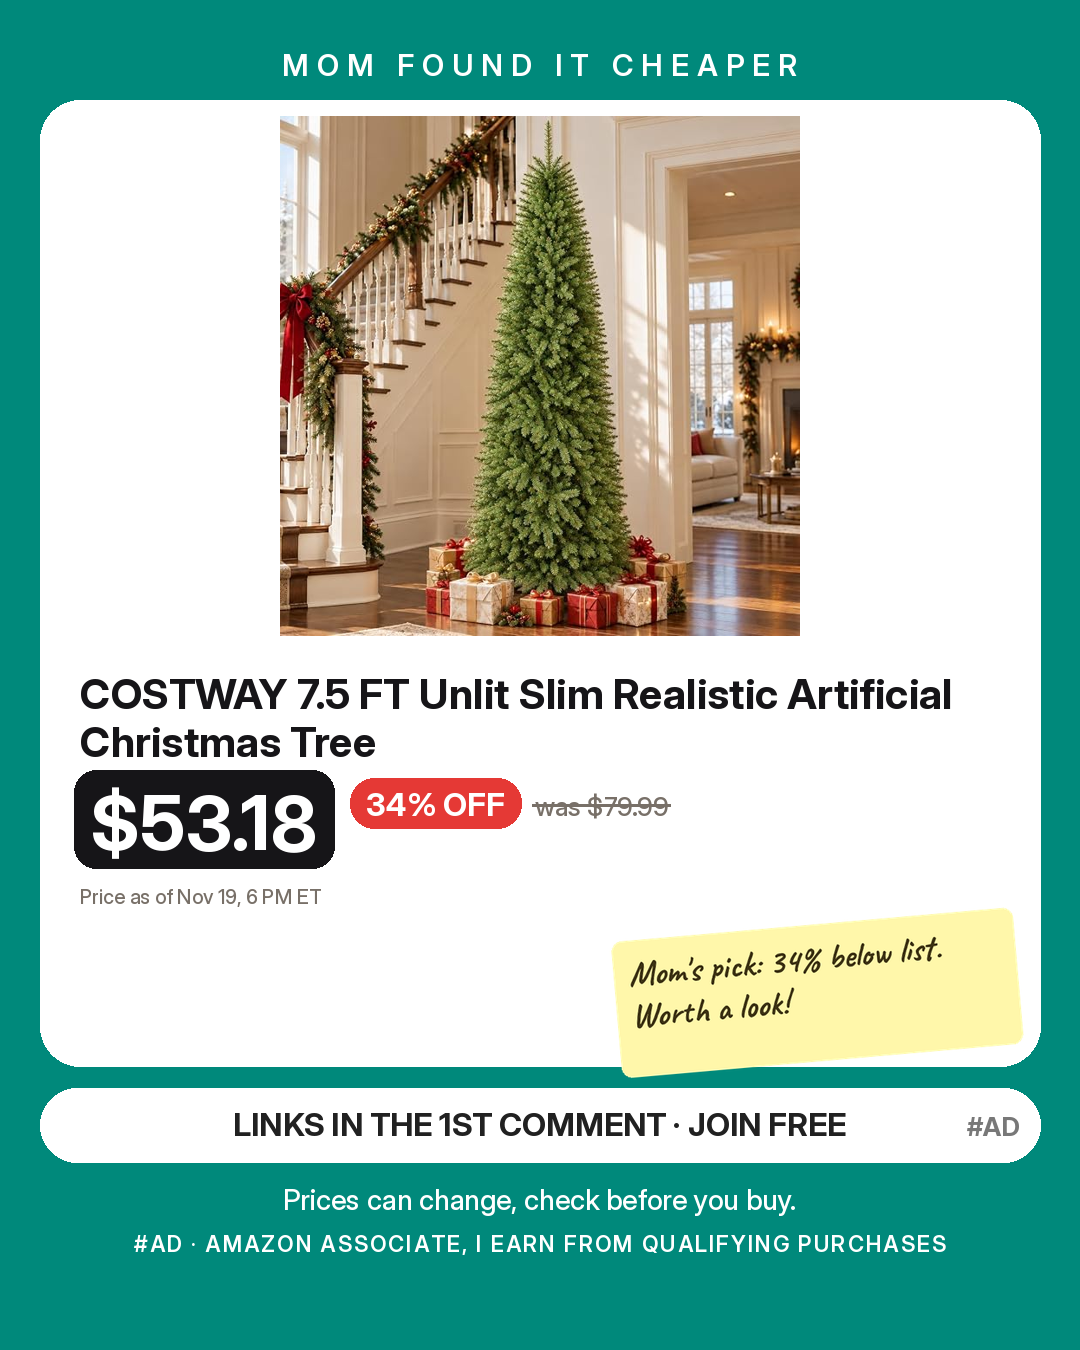 MOM FOUND IT CHEAPER
COSTWAY 7.5 FT Unlit Slim Realistic Artificial
Christmas Tree
$53.18
34% OFF
was $79.99
Price as of Nov 19, 6 PM ET
Mom's pick: 34% below list.
Worth a look!
LINKS IN THE 1ST COMMENT · JOIN FREE
#AD
Prices can change, check before you buy.
#AD · AMAZON ASSOCIATE, I EARN FROM QUALIFYING PURCHASES